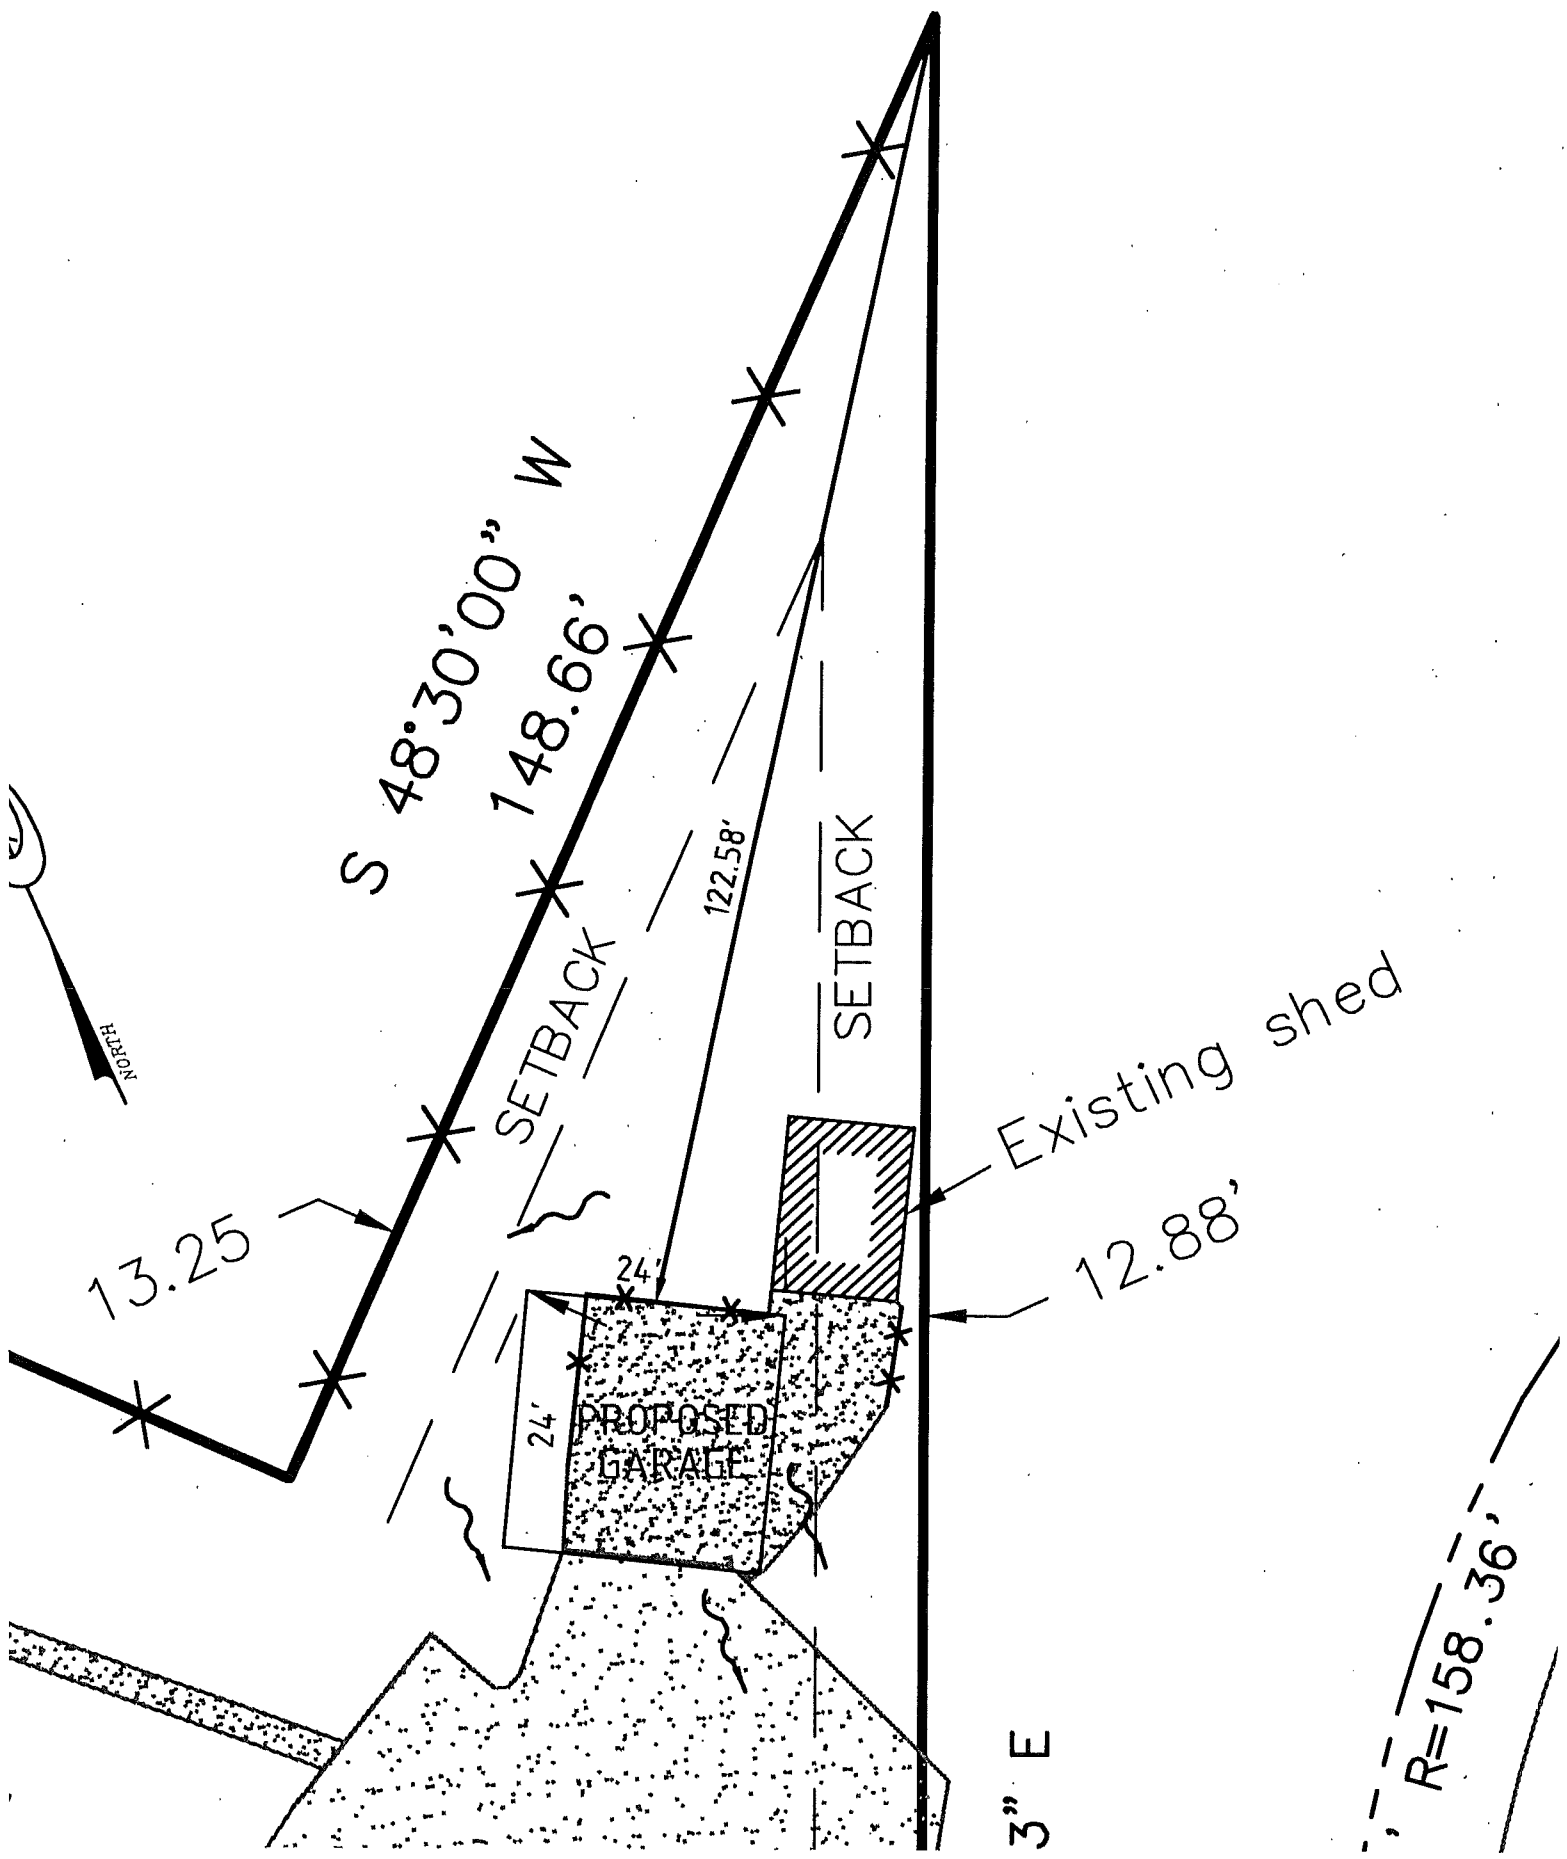 S 48°30'00" W
148.66'
NORTH
122.58'
SETBACK
SETBACK
Existing shed
13.25
12.88'
24'
24'
PROPOSED
GARAGE
3" E
R=158.36'